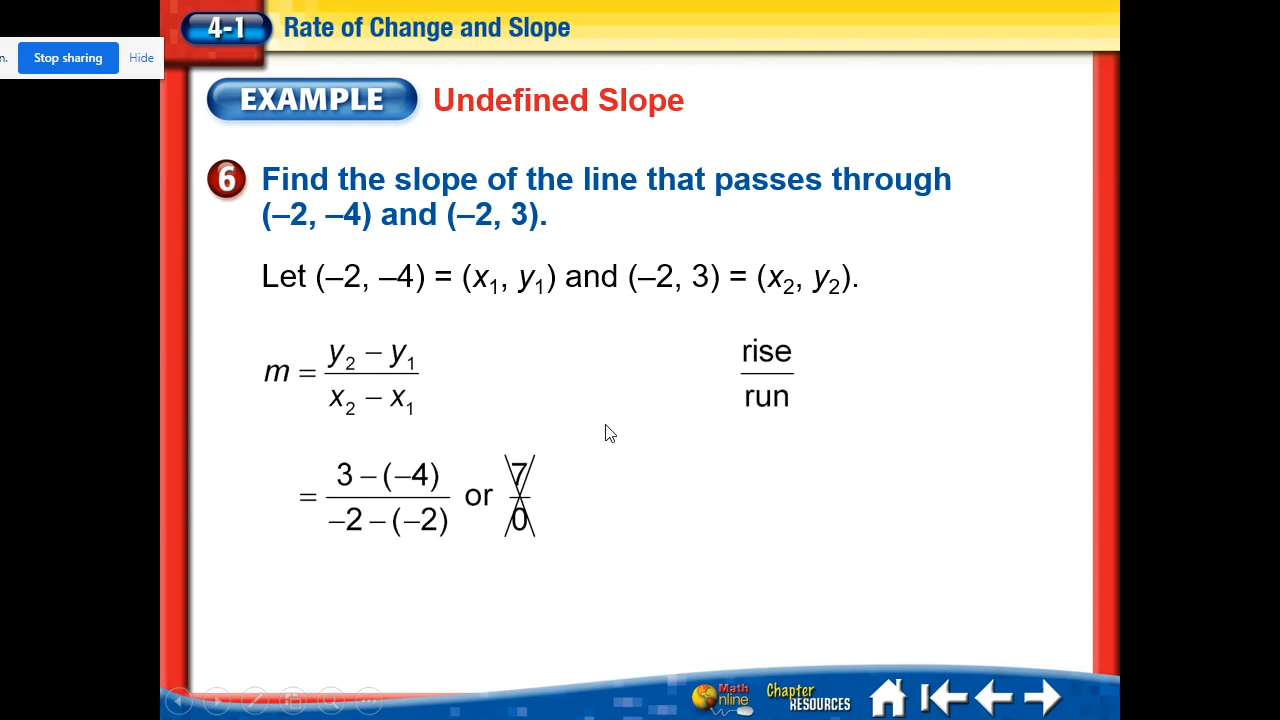 4-1 Rate of Change and Slope
n. Stop sharing Hide
EXAMPLE Undefined Slope
6 Find the slope of the line that passes through
(–2, –4) and (–2, 3).
Let (–2, –4) = (x₁, y₁) and (–2, 3) = (x₂, y₂).
m = (y₂ – y₁)/(x₂ – x₁) rise/run
= (3 – (–4))/(–2 – (–2)) or 7/0
Math Online Chapter RESOURCES